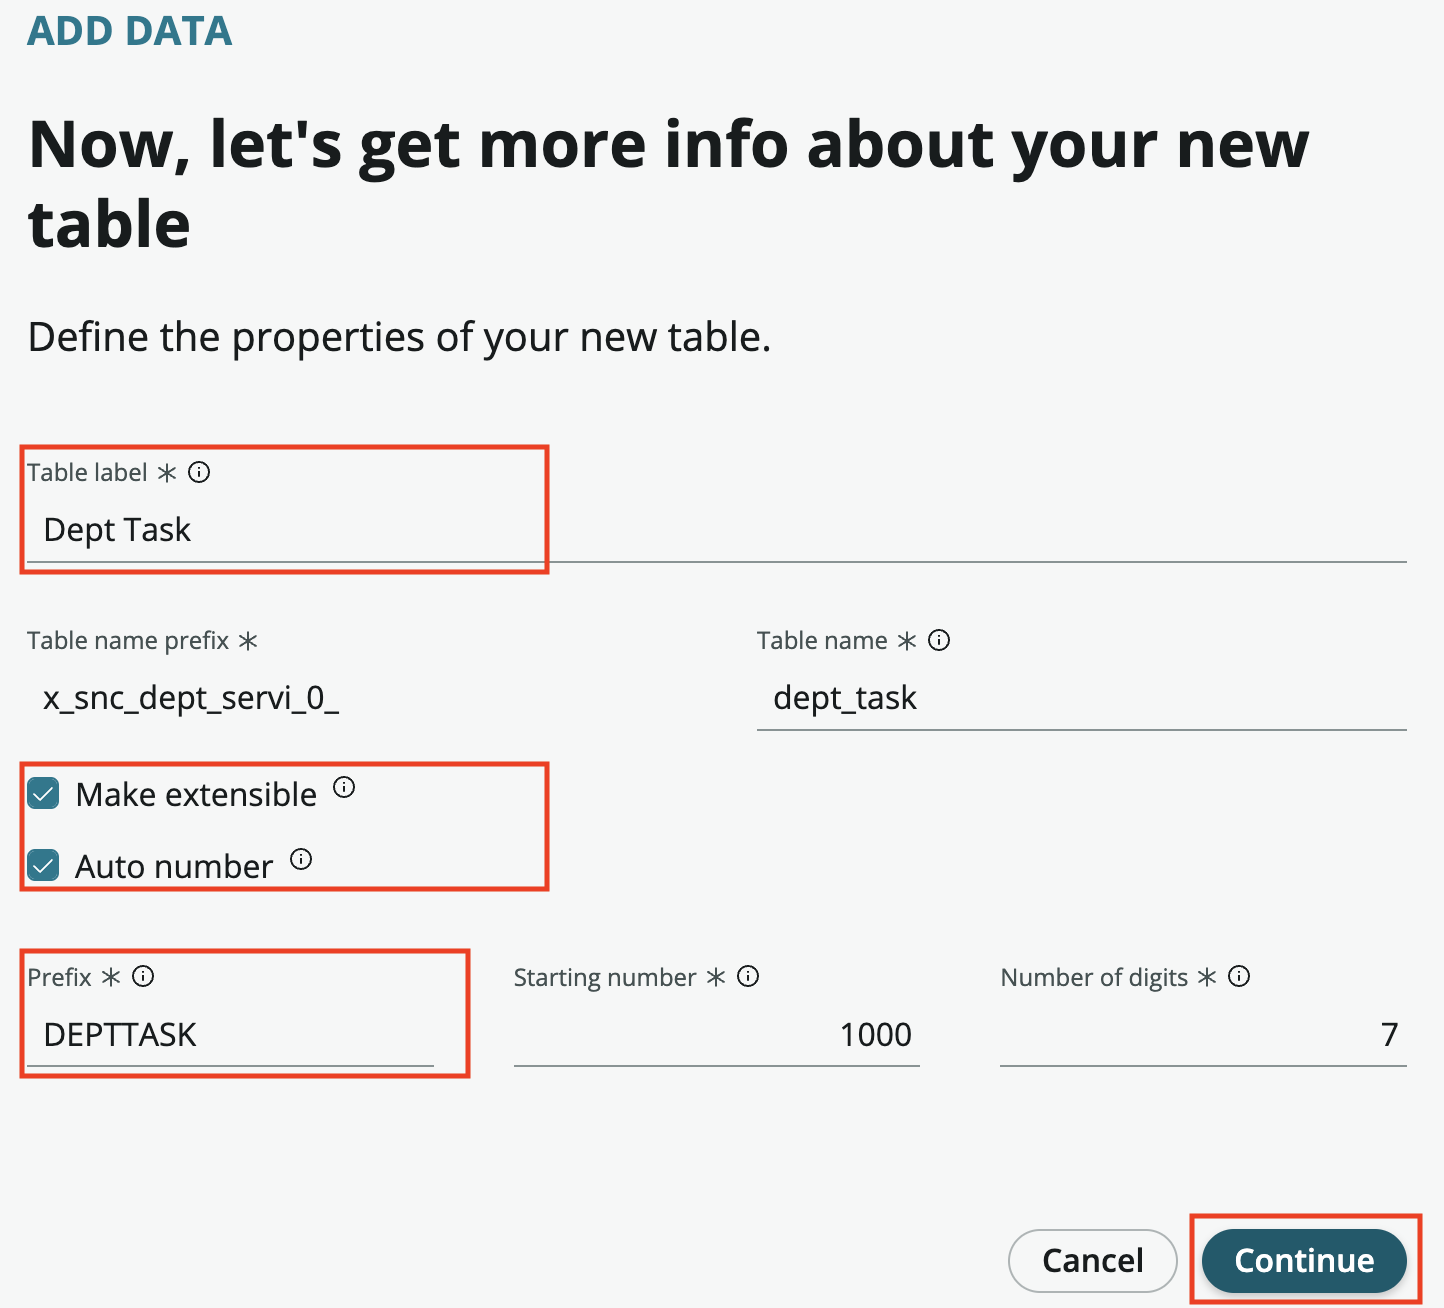 ADD DATA
Now, let's get more info about your new
table
Define the properties of your new table.
Table label *
Dept Task
Table name prefix *
Table name *
x_snc_dept_servi_0_
dept_task
Make extensible
Auto number
Prefix *
Starting number *
Number of digits *
DEPTTASK
1000
7
Cancel
Continue